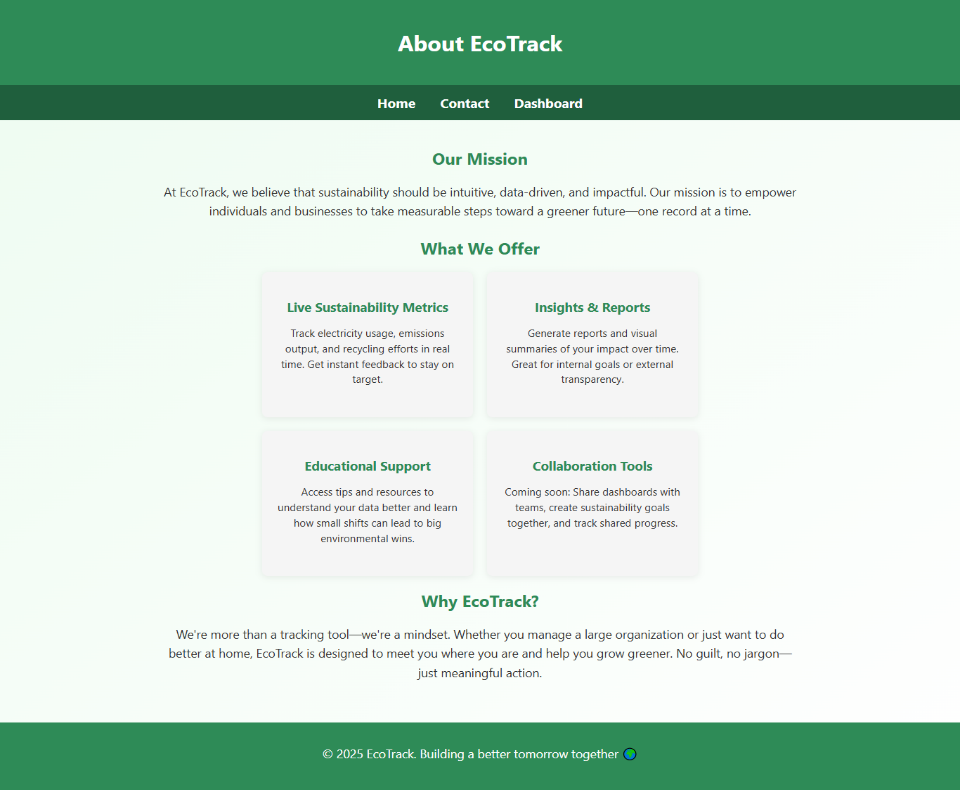 About EcoTrack
Home Contact Dashboard
Our Mission
At EcoTrack, we believe that sustainability should be intuitive, data-driven, and impactful. Our mission is to empower
individuals and businesses to take measurable steps toward a greener future—one record at a time.
What We Offer
Live Sustainability Metrics
Track electricity usage, emissions
output, and recycling efforts in real
time. Get instant feedback to stay on
target.
Insights & Reports
Generate reports and visual
summaries of your impact over time.
Great for internal goals or external
transparency.
Educational Support
Access tips and resources to
understand your data better and learn
how small shifts can lead to big
environmental wins.
Collaboration Tools
Coming soon: Share dashboards with
teams, create sustainability goals
together, and track shared progress.
Why EcoTrack?
We're more than a tracking tool—we're a mindset. Whether you manage a large organization or just want to do
better at home, EcoTrack is designed to meet you where you are and help you grow greener. No guilt, no jargon—
just meaningful action.
© 2025 EcoTrack. Building a better tomorrow together 🌍